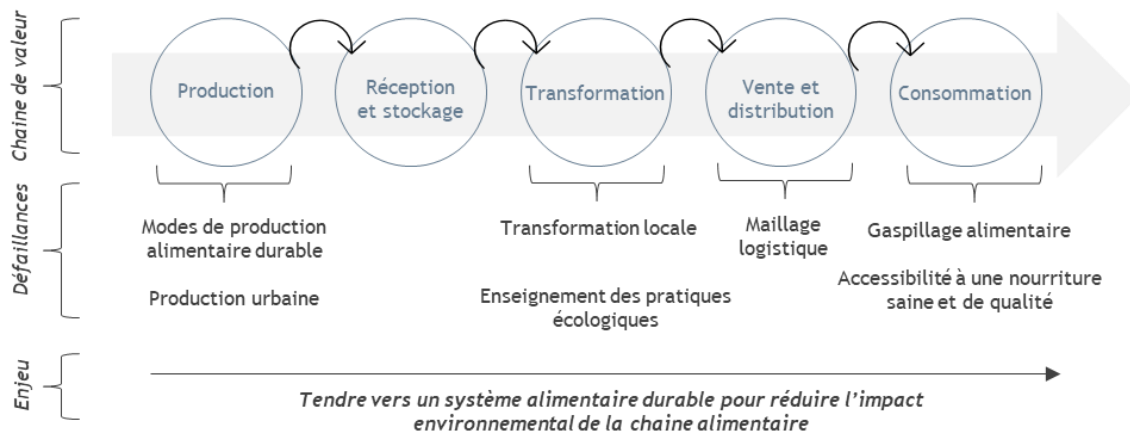 Chaine de valeur
Production
Réception
et stockage
Transformation
Vente et
distribution
Consommation
Défaillances
Modes de production
alimentaire durable
Production urbaine
Transformation locale
Enseignement des pratiques
écologiques
Maillage
logistique
Gaspillage alimentaire
Accessibilité à une nourriture
saine et de qualité
Enjeu
Tendre vers un système alimentaire durable pour réduire l'impact
environnemental de la chaine alimentaire